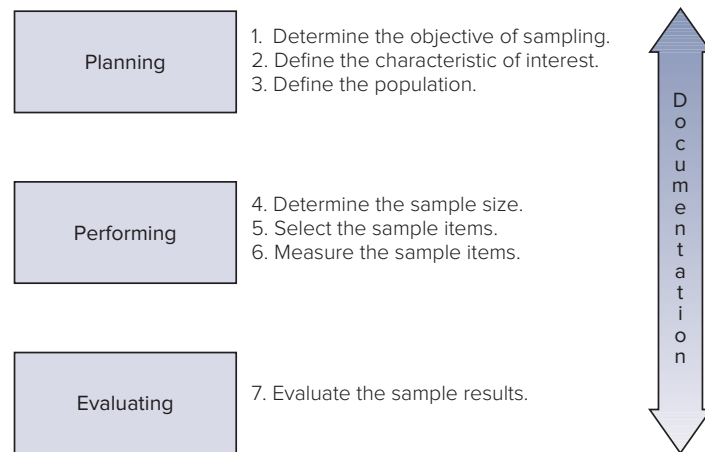 Planning
1. Determine the objective of sampling.
2. Define the characteristic of interest.
3. Define the population.
Performing
4. Determine the sample size.
5. Select the sample items.
6. Measure the sample items.
Evaluating
7. Evaluate the sample results.
Documentation